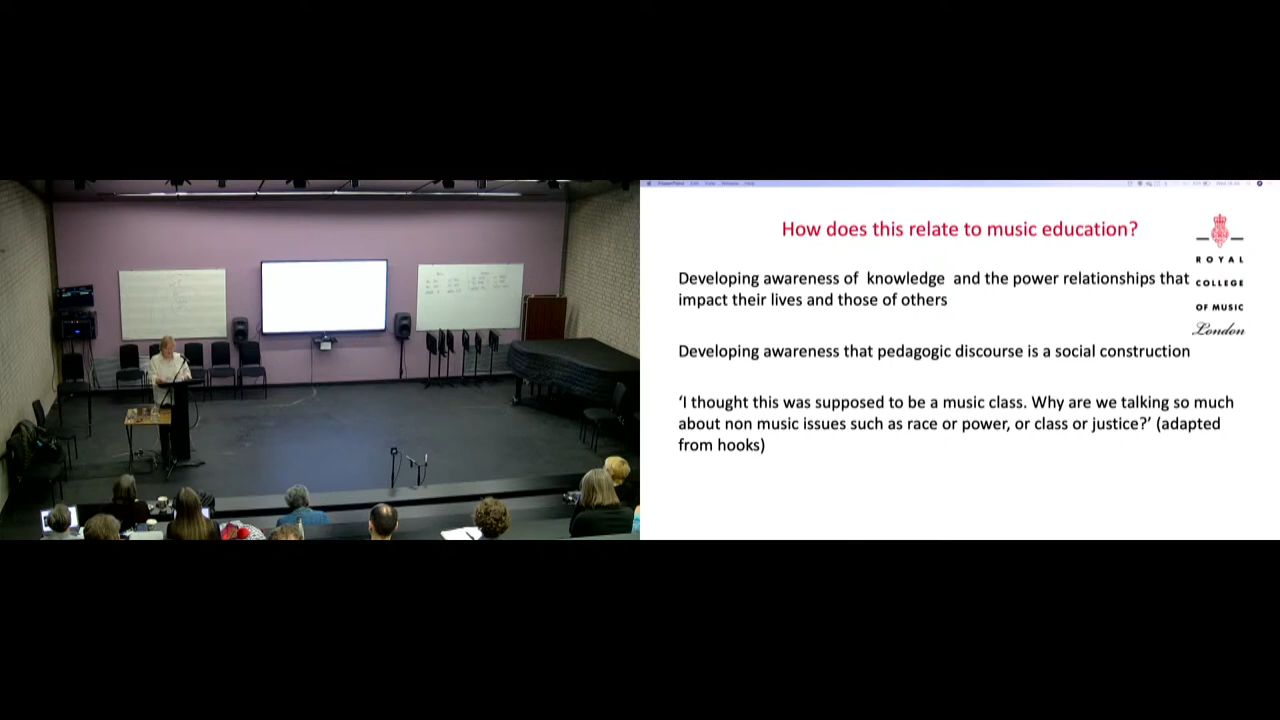 How does this relate to music education?
Developing awareness of knowledge and the power relationships that
impact their lives and those of others
Developing awareness that pedagogic discourse is a social construction
‘I thought this was supposed to be a music class. Why are we talking so much
about non music issues such as race or power, or class or justice?’ (adapted
from hooks)
ROYAL
COLLEGE
OF MUSIC
London